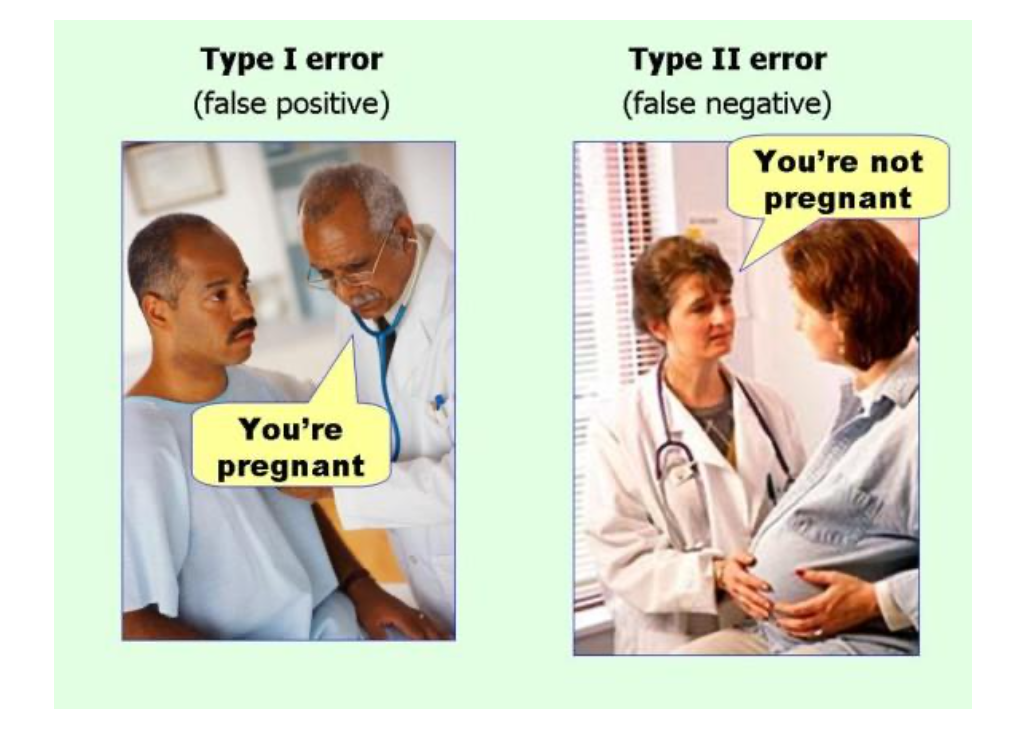 Type I error
(false positive)
You're
pregnant
Type II error
(false negative)
You're not
pregnant